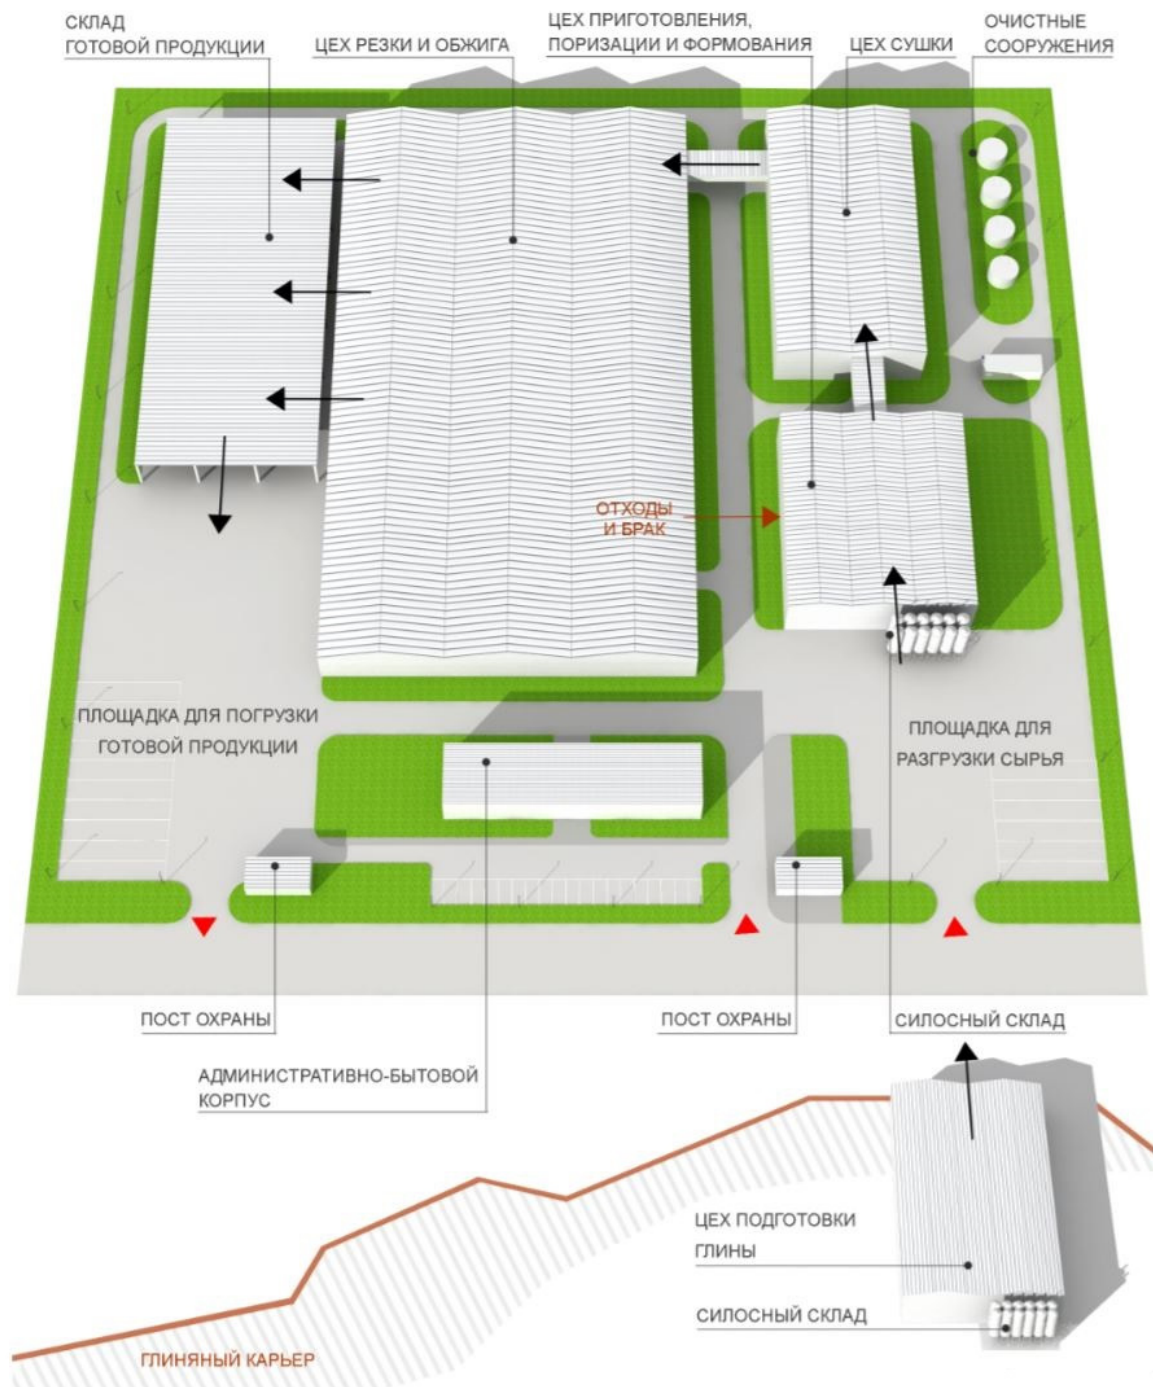 СКЛАД
ГОТОВОЙ ПРОДУКЦИИ
ЦЕХ РЕЗКИ И ОБЖИГА
ЦЕХ ПРИГОТОВЛЕНИЯ,
ПОРИЗАЦИИ И ФОРМОВАНИЯ
ЦЕХ СУШКИ
ОЧИСТНЫЕ
СООРУЖЕНИЯ
ОТХОДЫ
И БРАК
ПЛОЩАДКА ДЛЯ ПОГРУЗКИ
ГОТОВОЙ ПРОДУКЦИИ
ПЛОЩАДКА ДЛЯ
РАЗГРУЗКИ СЫРЬЯ
ПОСТ ОХРАНЫ
ПОСТ ОХРАНЫ
СИЛОСНЫЙ СКЛАД
АДМИНИСТРАТИВНО-БЫТОВОЙ
КОРПУС
ЦЕХ ПОДГОТОВКИ
ГЛИНЫ
СИЛОСНЫЙ СКЛАД
ГЛИНЯНЫЙ КАРЬЕР